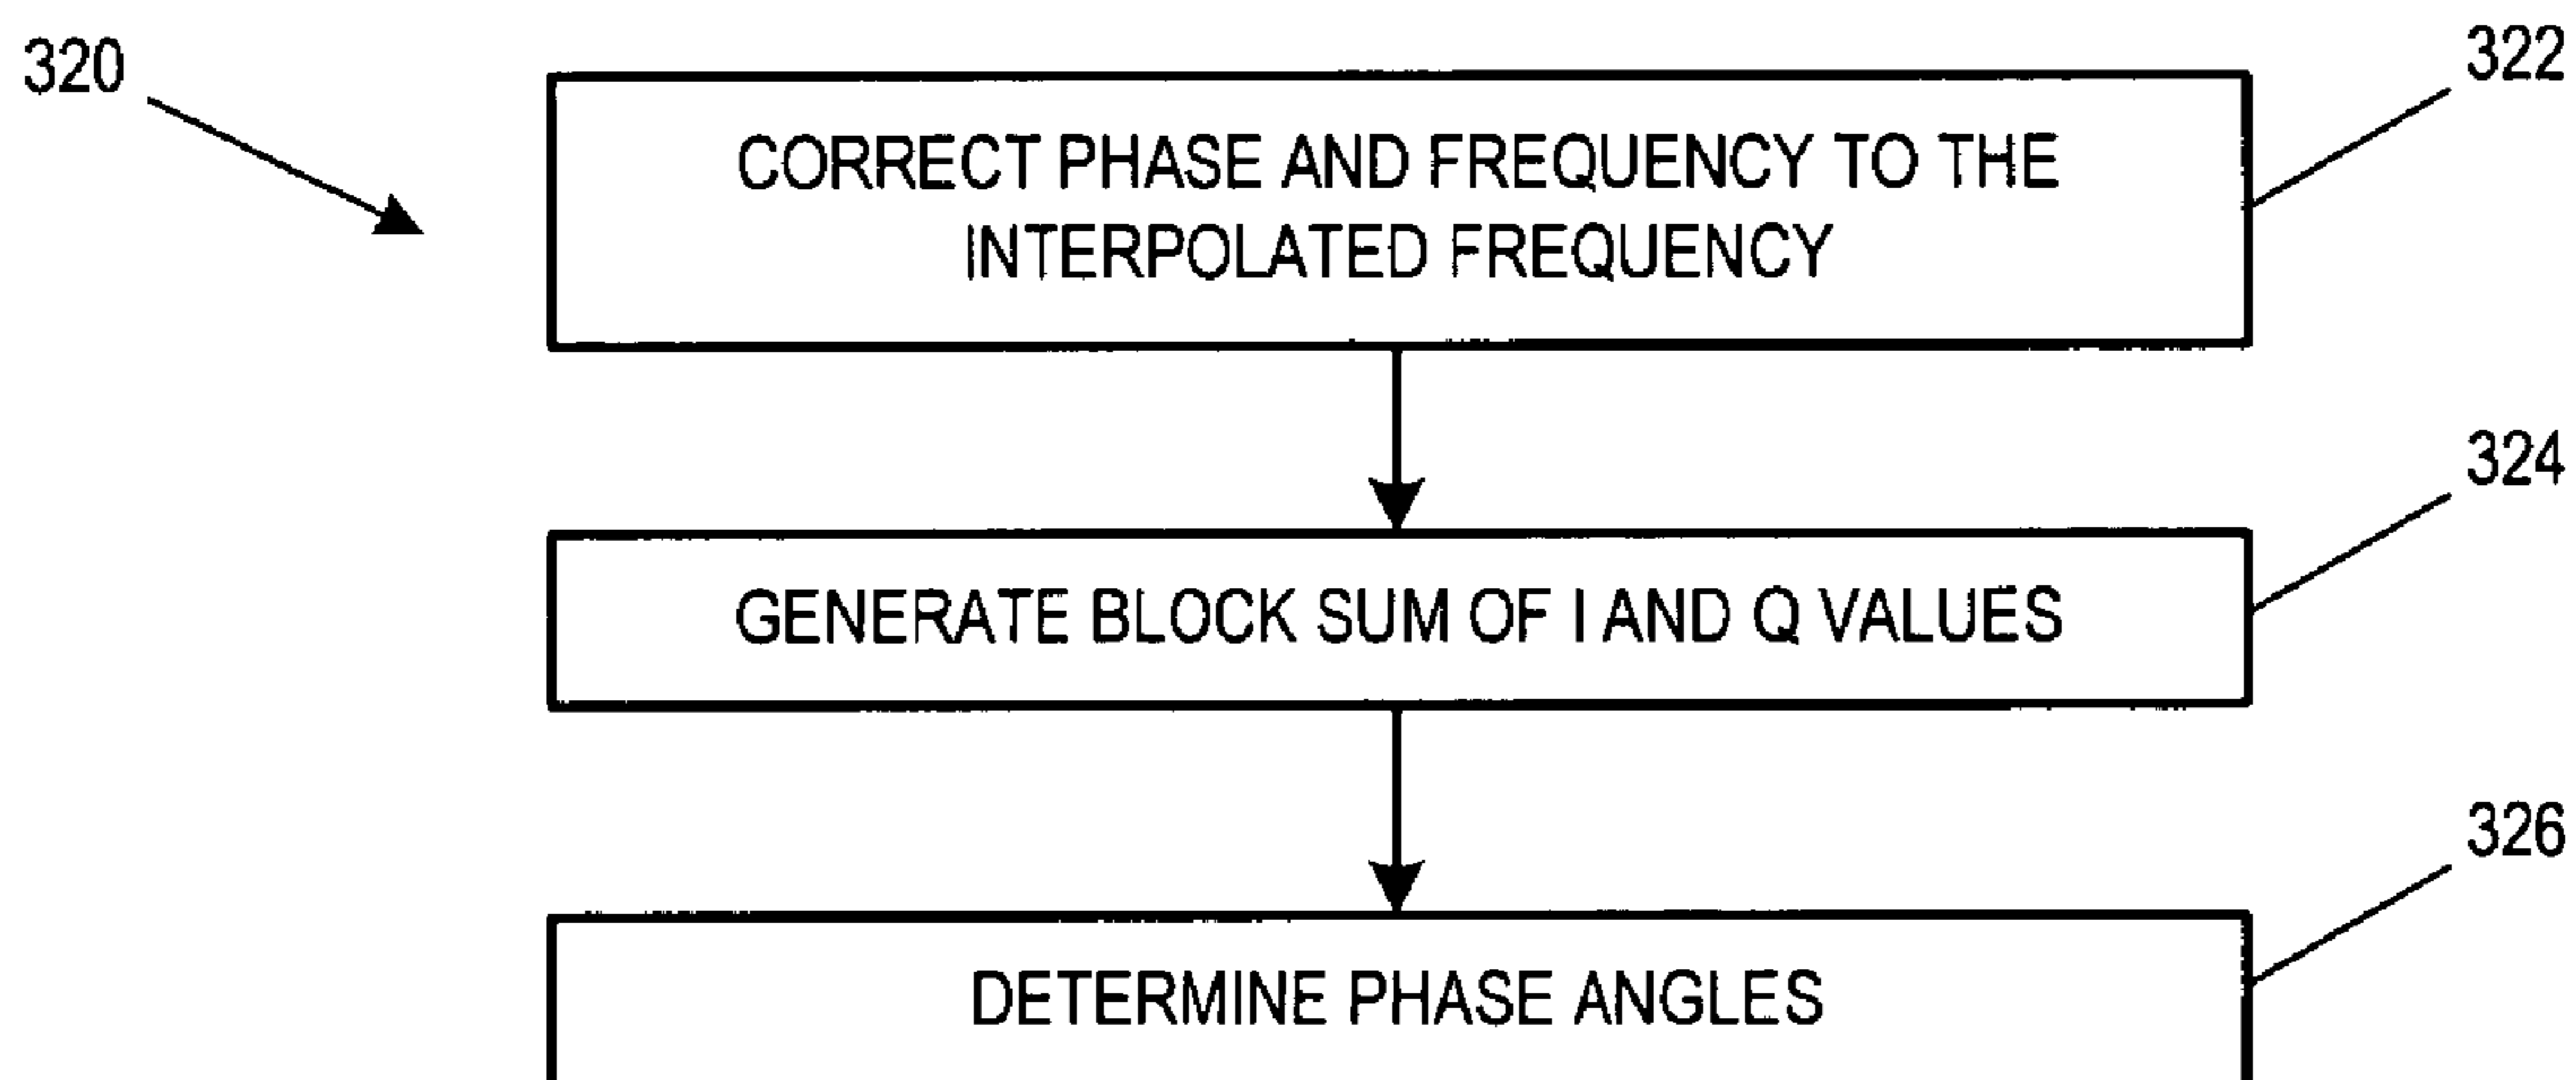 320
322
CORRECT PHASE AND FREQUENCY TO THE
INTERPOLATED FREQUENCY
324
GENERATE BLOCK SUM OF I AND Q VALUES
326
DETERMINE PHASE ANGLES